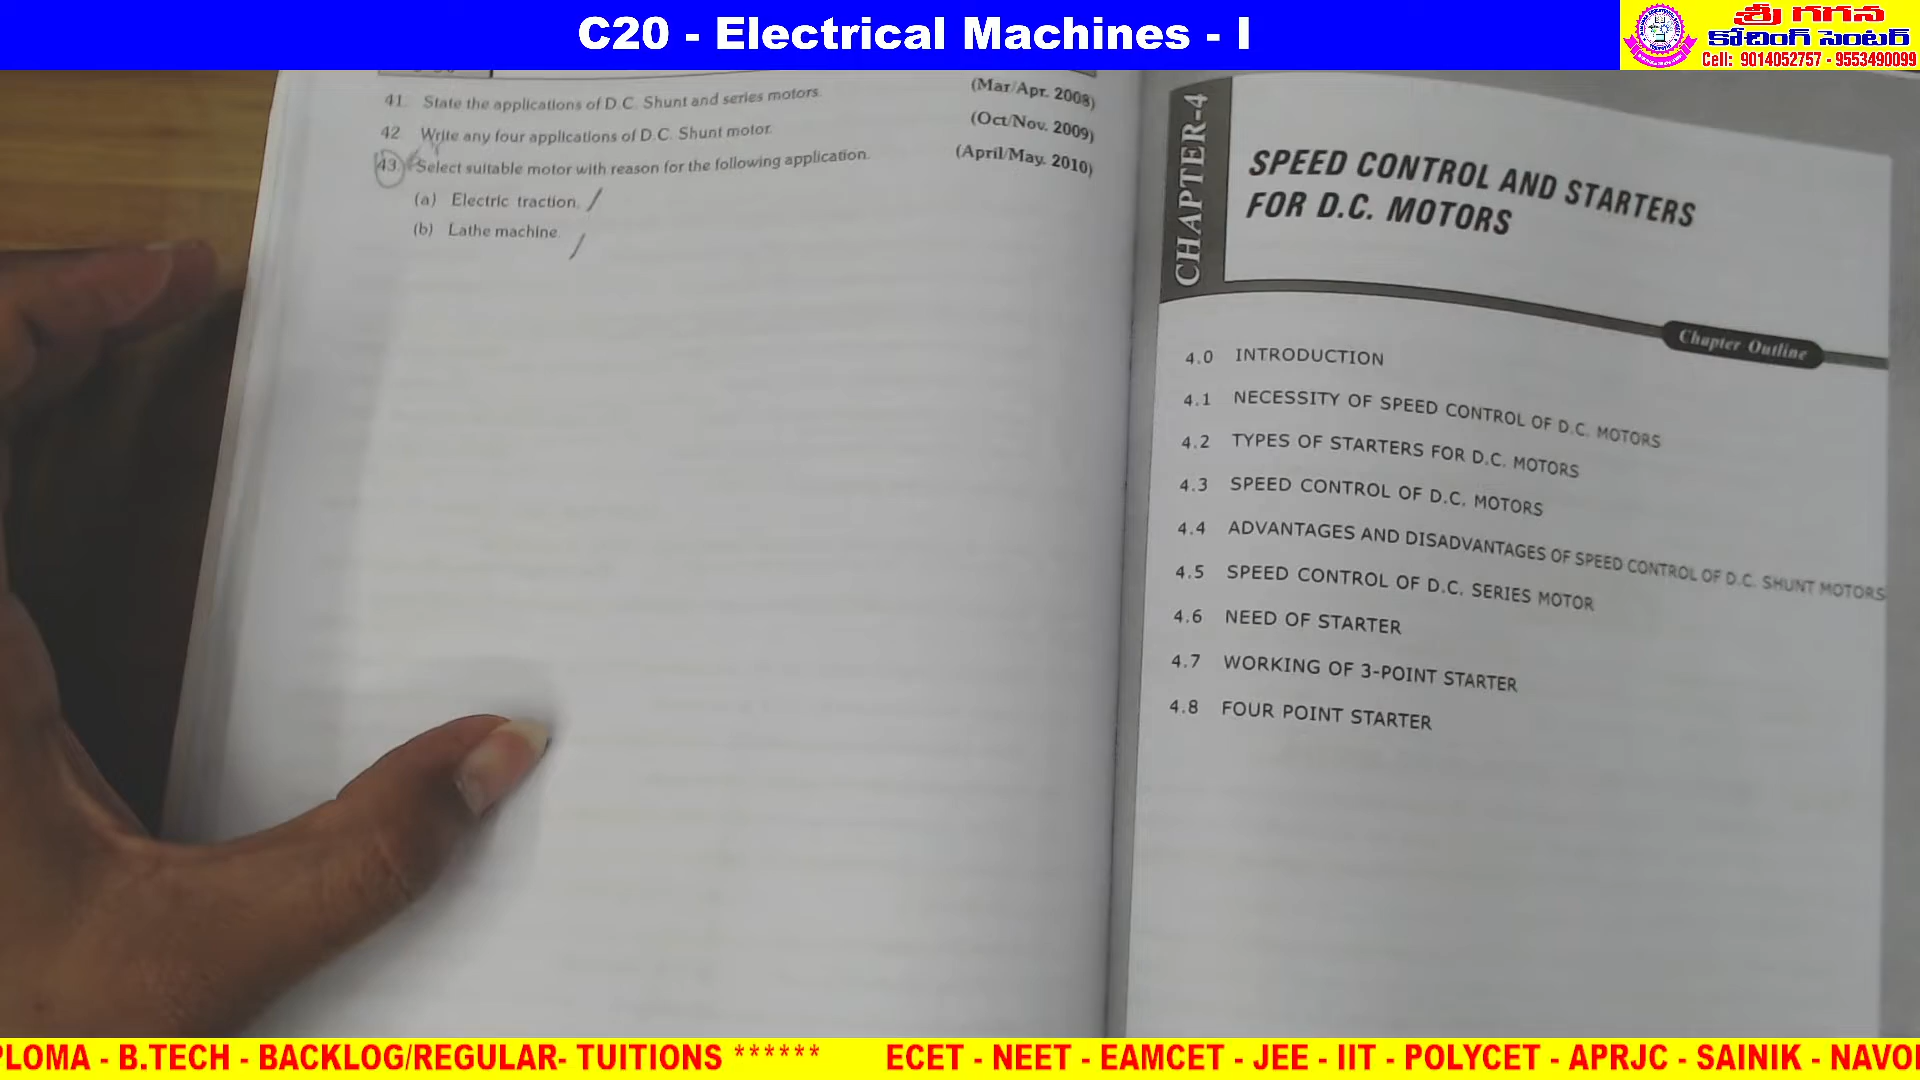 C20 - Electrical Machines - I
శ్రీ గగన
కోచింగ్ సెంటర్
Cell: 9014052757 - 9553490099
41. State the applications of D.C. Shunt and series motors. (Mar/Apr. 2008)
42 Write any four applications of D.C. Shunt motor. (Oct/Nov. 2009)
43. Select suitable motor with reason for the following application. (April/May. 2010)
(a) Electric traction.
(b) Lathe machine
CHAPTER-4
SPEED CONTROL AND STARTERS
FOR D.C. MOTORS
Chapter Outline
4.0 INTRODUCTION
4.1 NECESSITY OF SPEED CONTROL OF D.C. MOTORS
4.2 TYPES OF STARTERS FOR D.C. MOTORS
4.3 SPEED CONTROL OF D.C. MOTORS
4.4 ADVANTAGES AND DISADVANTAGES OF SPEED CONTROL OF D.C. SHUNT MOTORS
4.5 SPEED CONTROL OF D.C. SERIES MOTOR
4.6 NEED OF STARTER
4.7 WORKING OF 3-POINT STARTER
4.8 FOUR POINT STARTER
PLOMA - B.TECH - BACKLOG/REGULAR- TUITIONS ****** ECET - NEET - EAMCET - JEE - IIT - POLYCET - APRJC - SAINIK - NAVO